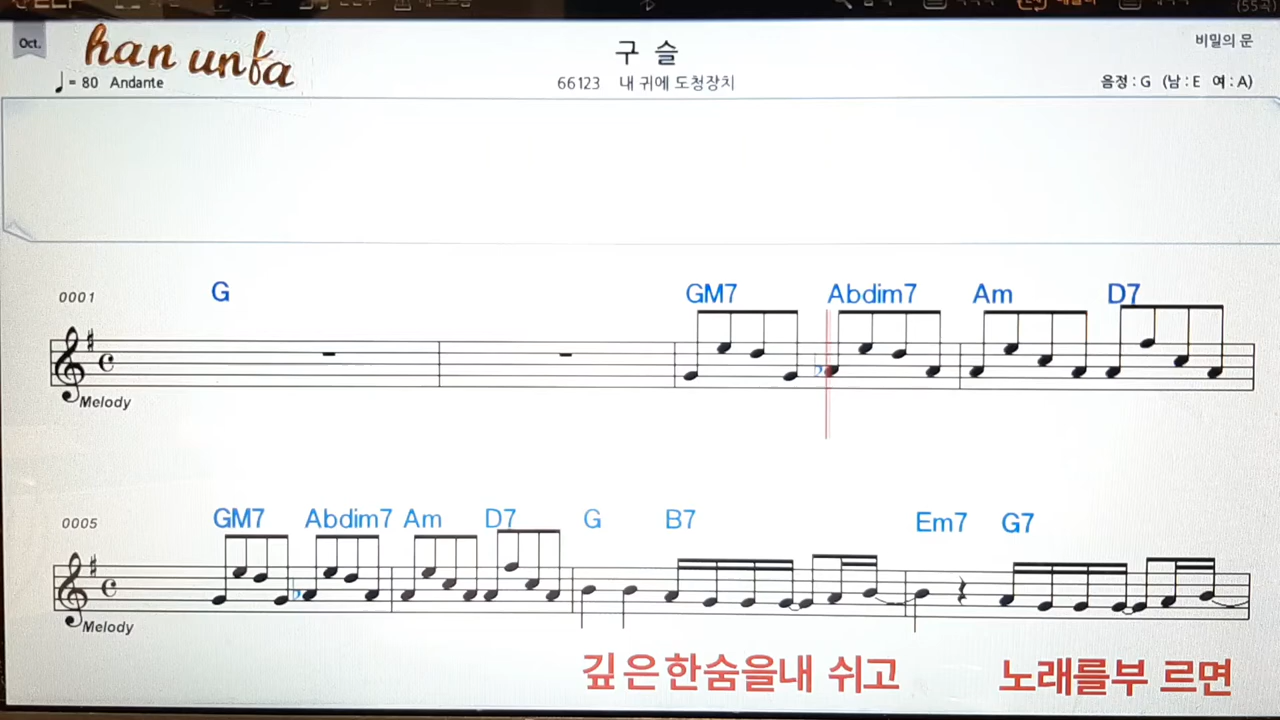 Oct.
han unfa
구 슬
비밀의 문
♩= 80 Andante
66123 내 귀에 도청장치
음정 : G (남 : E 여 : A)
0001
G GM7 Abdim7 Am D7
Melody
0005
GM7 Abdim7 Am D7 G B7 Em7 G7
Melody
깊은한숨을내 쉬고 노래를부 르면